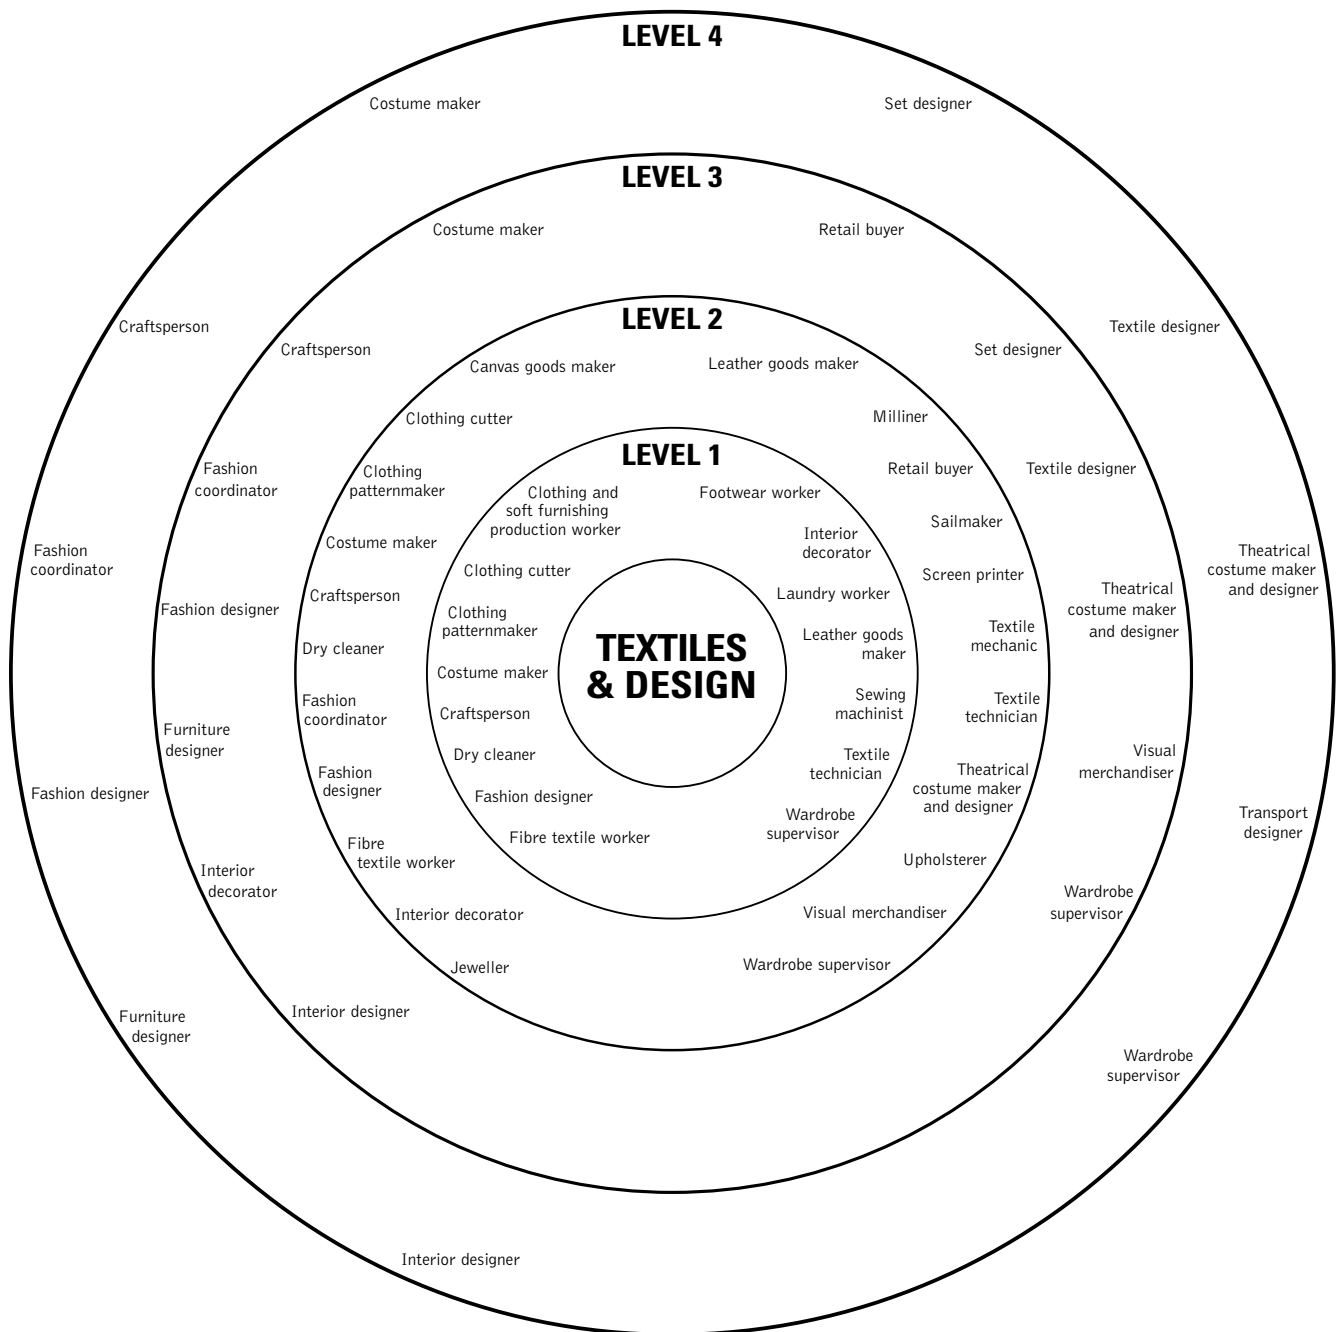 LEVEL 4
Costume maker
Set designer
Craftsperson
Textile designer
Fashion
coordinator
Theatrical
costume maker
and designer
Fashion designer
Transport
designer
Furniture
designer
Wardrobe
supervisor
Interior designer
LEVEL 3
Costume maker
Retail buyer
Craftsperson
Set designer
Fashion
coordinator
Textile designer
Fashion designer
Theatrical
costume maker
and designer
Furniture
designer
Visual
merchandiser
Interior
decorator
Wardrobe
supervisor
Interior designer
LEVEL 2
Canvas goods maker
Leather goods maker
Clothing cutter
Milliner
Clothing
patternmaker
Retail buyer
Costume maker
Sailmaker
Craftsperson
Screen printer
Dry cleaner
Textile
mechanic
Fashion
coordinator
Textile
technician
Fashion
designer
Theatrical
costume maker
and designer
Fibre
textile worker
Upholsterer
Interior decorator
Visual merchandiser
Jeweller
Wardrobe supervisor
LEVEL 1
Clothing and
soft furnishing
production worker
Footwear worker
Clothing cutter
Interior
decorator
Clothing
patternmaker
Laundry worker
Costume maker
Leather goods
maker
Craftsperson
Sewing
machinist
Dry cleaner
Textile
technician
Fashion designer
Wardrobe
supervisor
Fibre textile worker
TEXTILES
& DESIGN